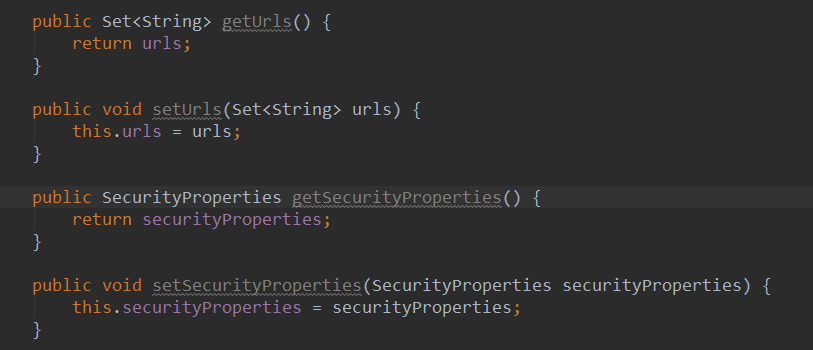 public Set<String> getUrls() {
return urls;
}
public void setUrls(Set<String> urls) {
this.urls = urls;
}
public SecurityProperties getSecurityProperties() {
return securityProperties;
}
public void setSecurityProperties(SecurityProperties securityProperties) {
this.securityProperties = securityProperties;
}